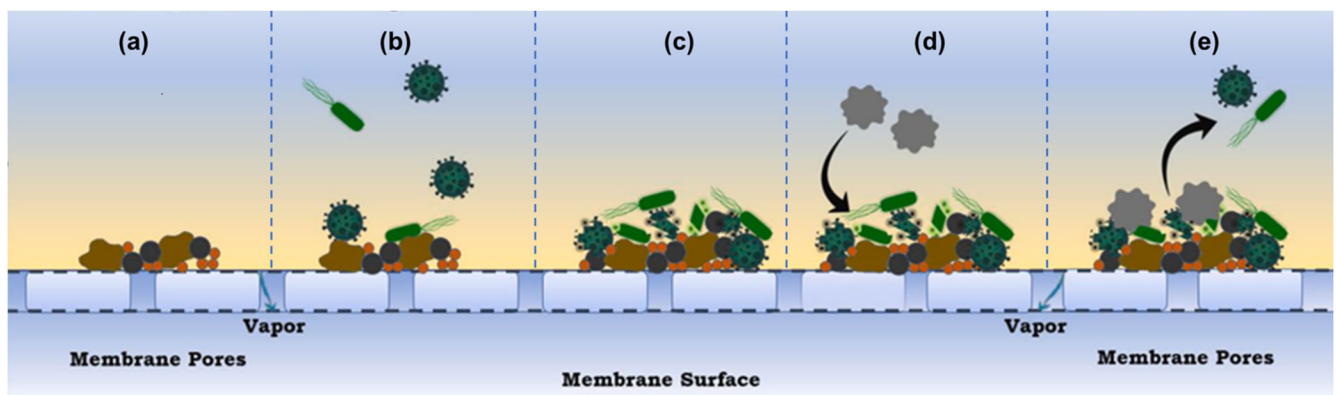 (a) (b) (c) (d) (e)
Vapor Vapor
Membrane Pores Membrane Pores
Membrane Surface